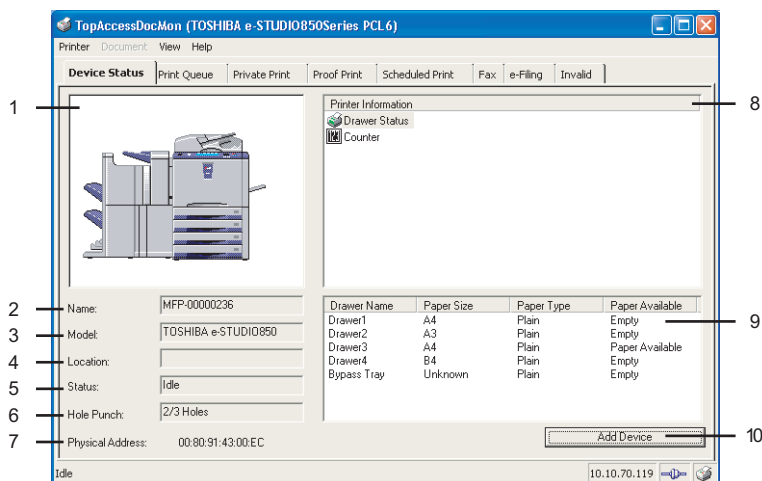 TopAccessDocMon (TOSHIBA e-STUDIO850Series PCL6)
Printer Document View Help
Device Status Print Queue Private Print Proof Print Scheduled Print Fax e-Filing Invalid
1
Printer Information 8
Drawer Status
Counter
2 Name: MFP-00000236
3 Model: TOSHIBA e-STUDIO850
4 Location:
5 Status: Idle
6 Hole Punch: 2/3 Holes
7 Physical Address: 00:80:91:43:00:EC
Drawer Name Paper Size Paper Type Paper Available
Drawer1 A4 Plain Empty 9
Drawer2 A3 Plain Empty
Drawer3 A4 Plain Paper Available
Drawer4 B4 Plain Empty
Bypass Tray Unknown Plain Empty
Add Device 10
Idle 10.10.70.119